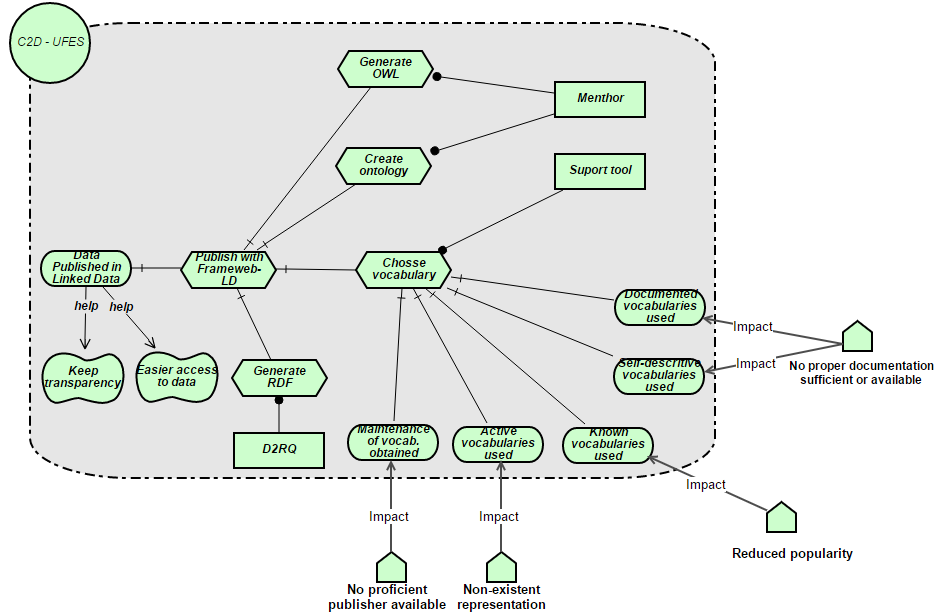 C2D - UFES
Generate
OWL
Menthor
Create
ontology
Suport tool
Data
Published in
Linked Data
Publish with
Frameweb-
LD
Chosse
vocabulary
help
help
Documented
vocabularies
used
Impact
Keep
transparency
Easier access
to data
Generate
RDF
Self-descritive
vocabularies
used
Impact
No proper documentation
sufficient or available
D2RQ
Maintenance
of vocab.
obtained
Active
vocabularies
used
Known
vocabularies
used
Impact
Impact
Impact
Reduced popularity
No proficient
publisher available
Non-existent
representation